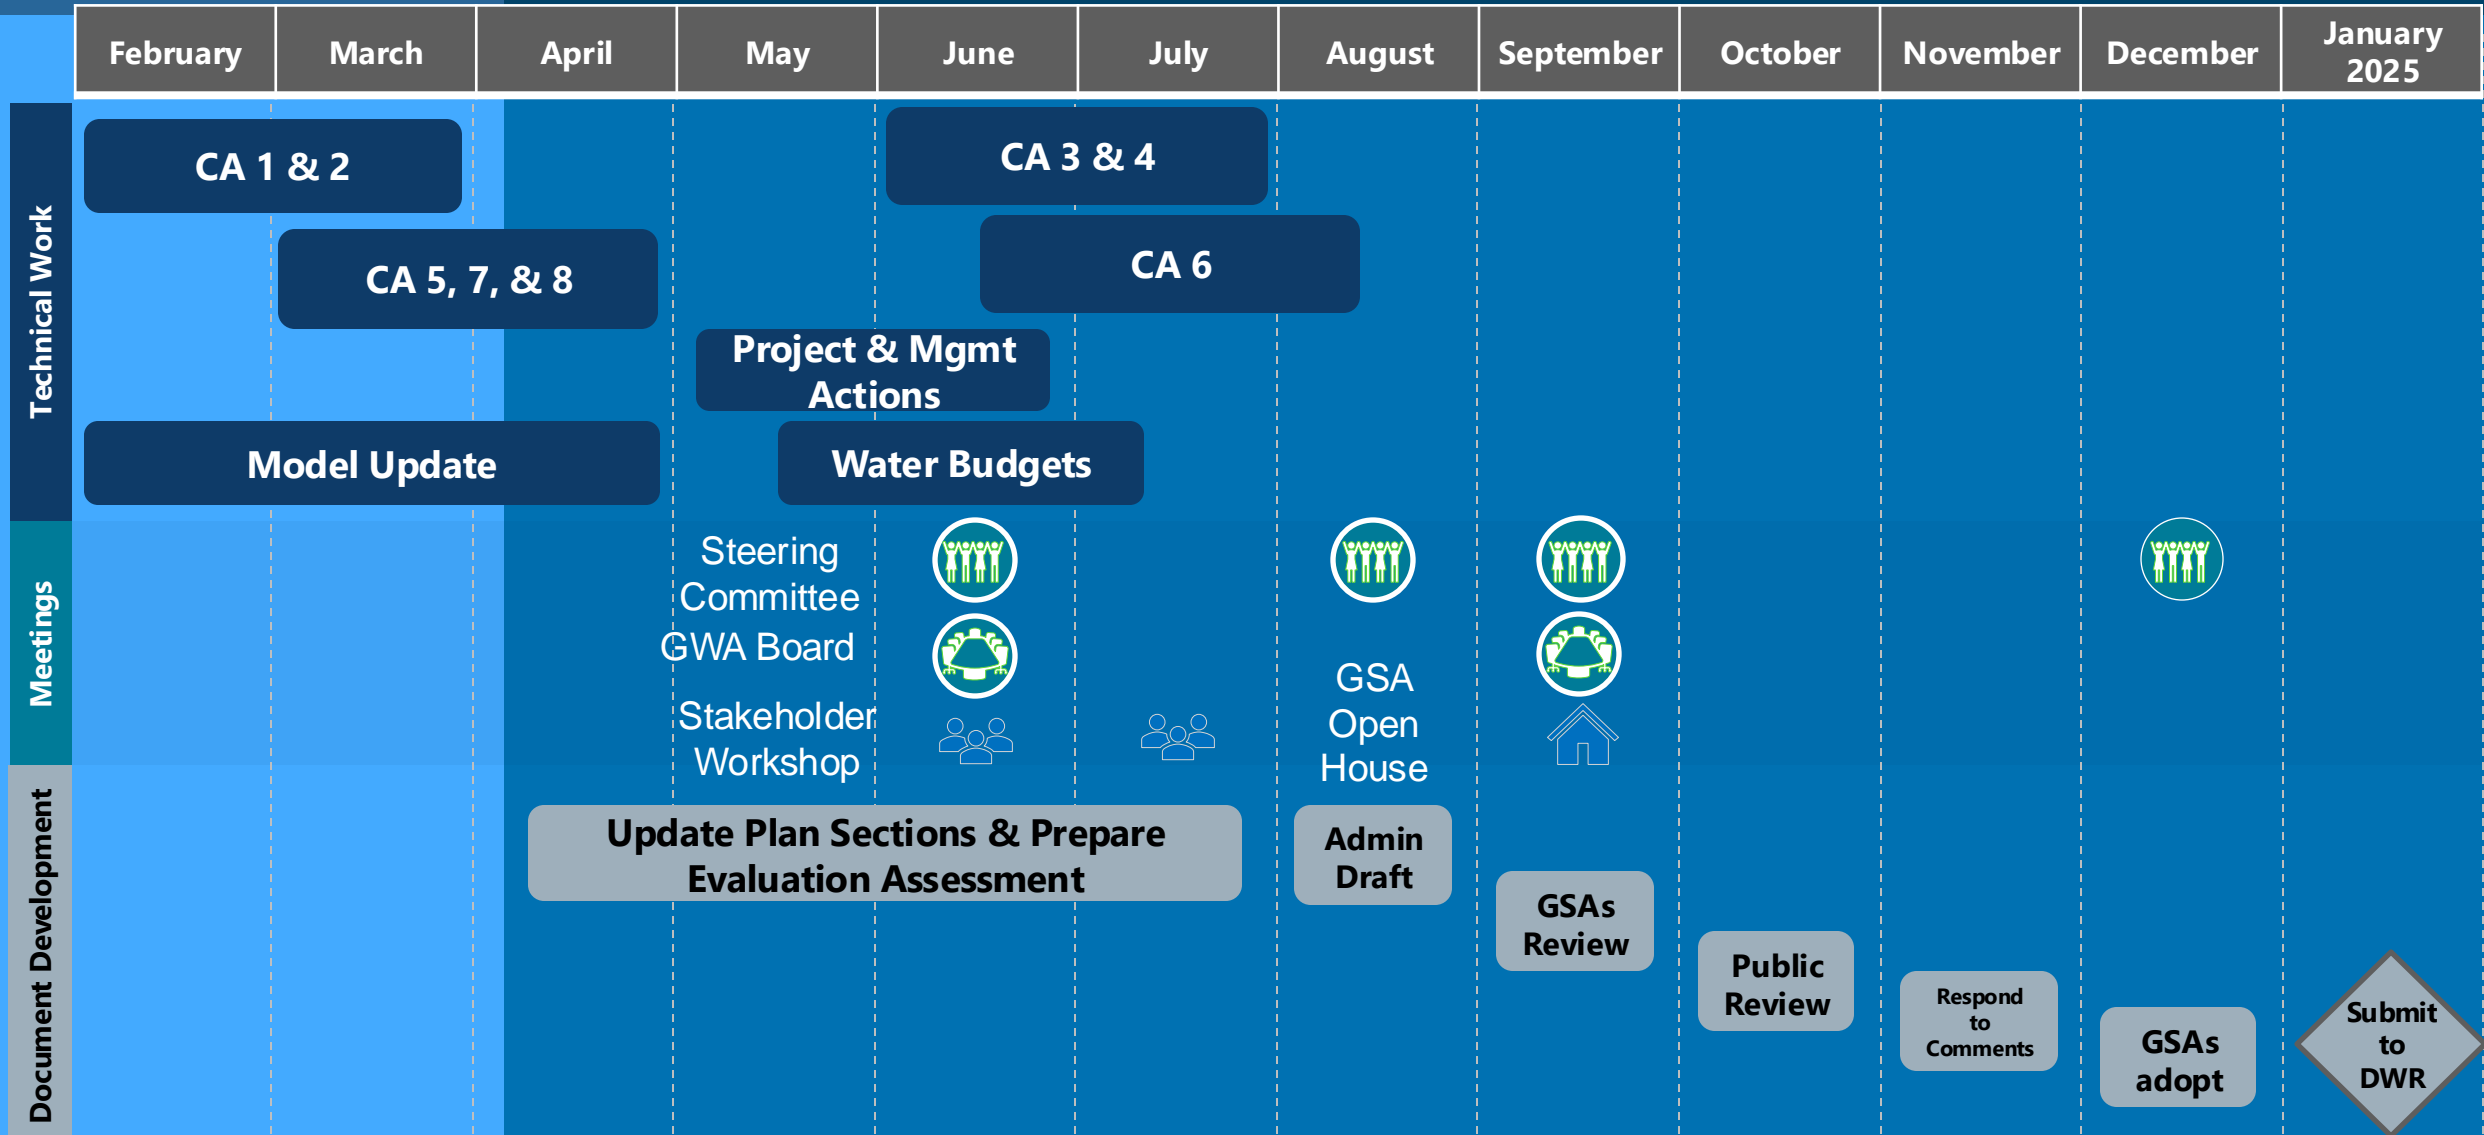 February
March
April
May
June
July
August
September
October
November
December
January
2025
Technical Work
CA 1 & 2
CA 3 & 4
CA 5, 7, & 8
CA 6
Project & Mgmt
Actions
Model Update
Water Budgets
Meetings
Steering
Committee
GWA Board
Stakeholder
Workshop
GSA
Open
House
Document Development
Update Plan Sections & Prepare
Evaluation Assessment
Admin
Draft
GSAs
Review
Public
Review
Respond
to
Comments
GSAs
adopt
Submit
to
DWR